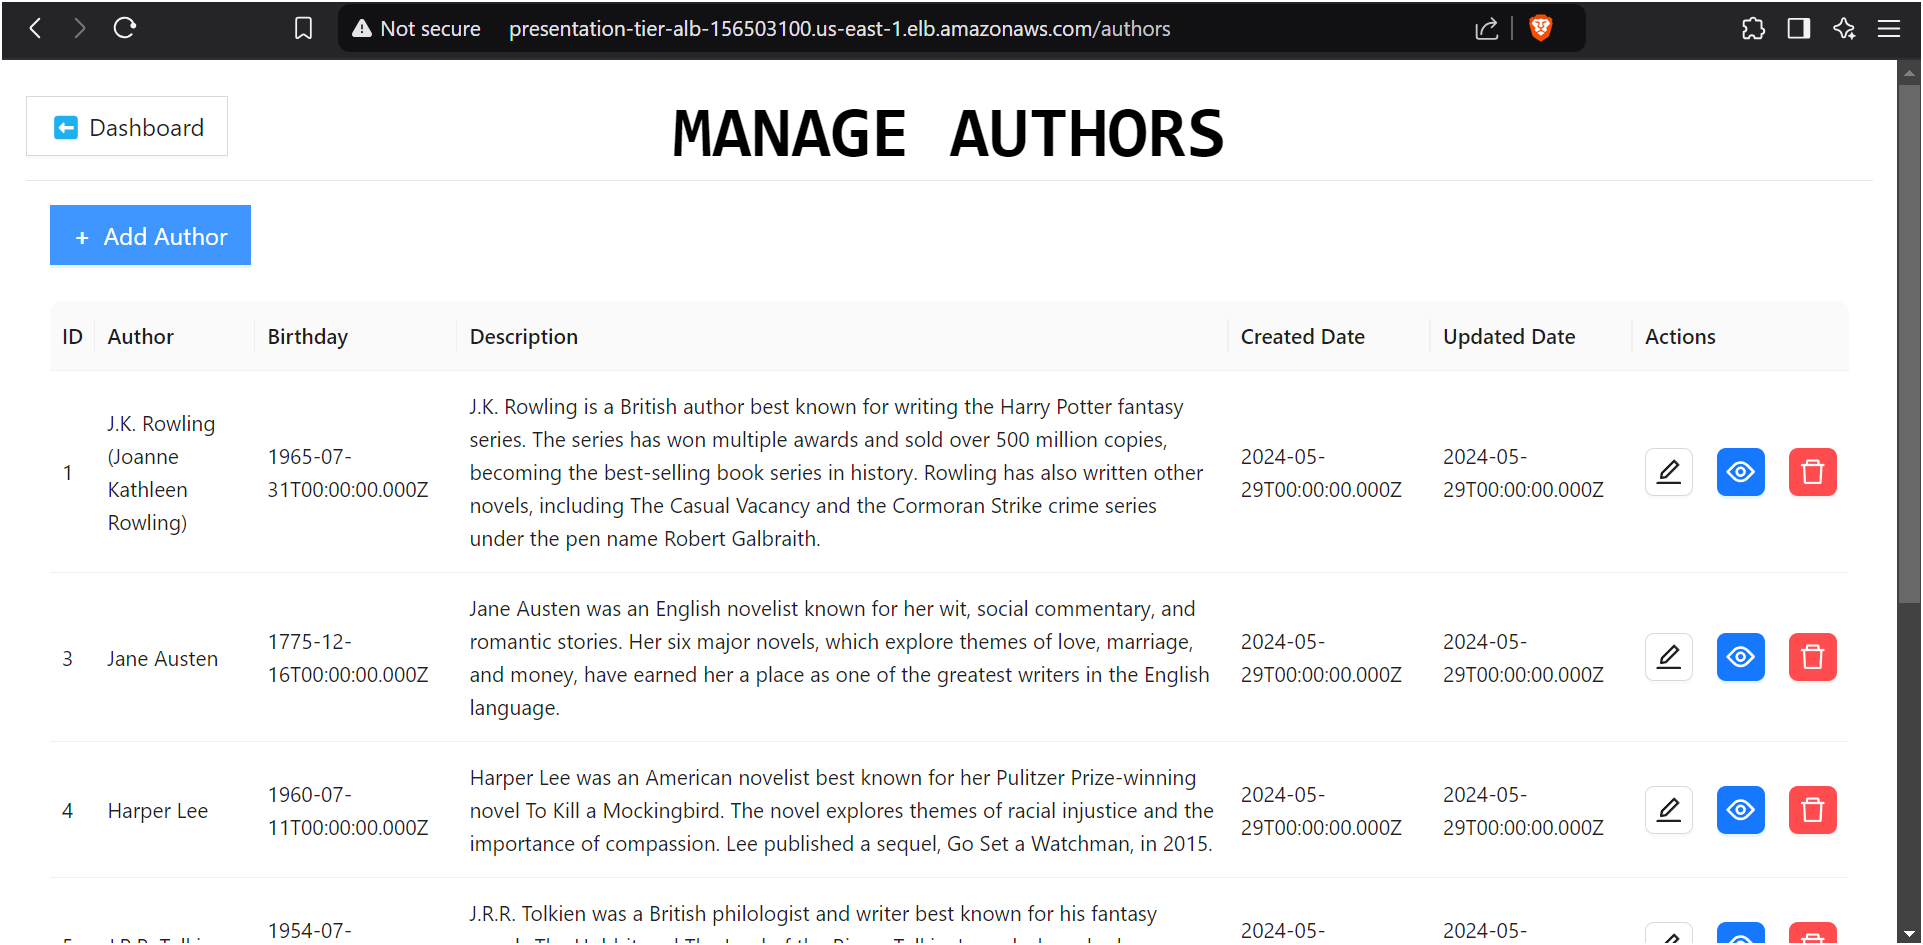 Not secure presentation-tier-alb-156503100.us-east-1.elb.amazonaws.com/authors
Dashboard
MANAGE AUTHORS
+ Add Author
ID Author Birthday Description Created Date Updated Date Actions
1
J.K. Rowling
(Joanne
Kathleen
Rowling)
1965-07-
31T00:00:00.000Z
J.K. Rowling is a British author best known for writing the Harry Potter fantasy
series. The series has won multiple awards and sold over 500 million copies,
becoming the best-selling book series in history. Rowling has also written other
novels, including The Casual Vacancy and the Cormoran Strike crime series
under the pen name Robert Galbraith.
2024-05-
29T00:00:00.000Z
2024-05-
29T00:00:00.000Z
3
Jane Austen
1775-12-
16T00:00:00.000Z
Jane Austen was an English novelist known for her wit, social commentary, and
romantic stories. Her six major novels, which explore themes of love, marriage,
and money, have earned her a place as one of the greatest writers in the English
language.
2024-05-
29T00:00:00.000Z
2024-05-
29T00:00:00.000Z
4
Harper Lee
1960-07-
11T00:00:00.000Z
Harper Lee was an American novelist best known for her Pulitzer Prize-winning
novel To Kill a Mockingbird. The novel explores themes of racial injustice and the
importance of compassion. Lee published a sequel, Go Set a Watchman, in 2015.
2024-05-
29T00:00:00.000Z
2024-05-
29T00:00:00.000Z
1954-07-
J.R.R. Tolkien was a British philologist and writer best known for his fantasy
2024-05-
2024-05-